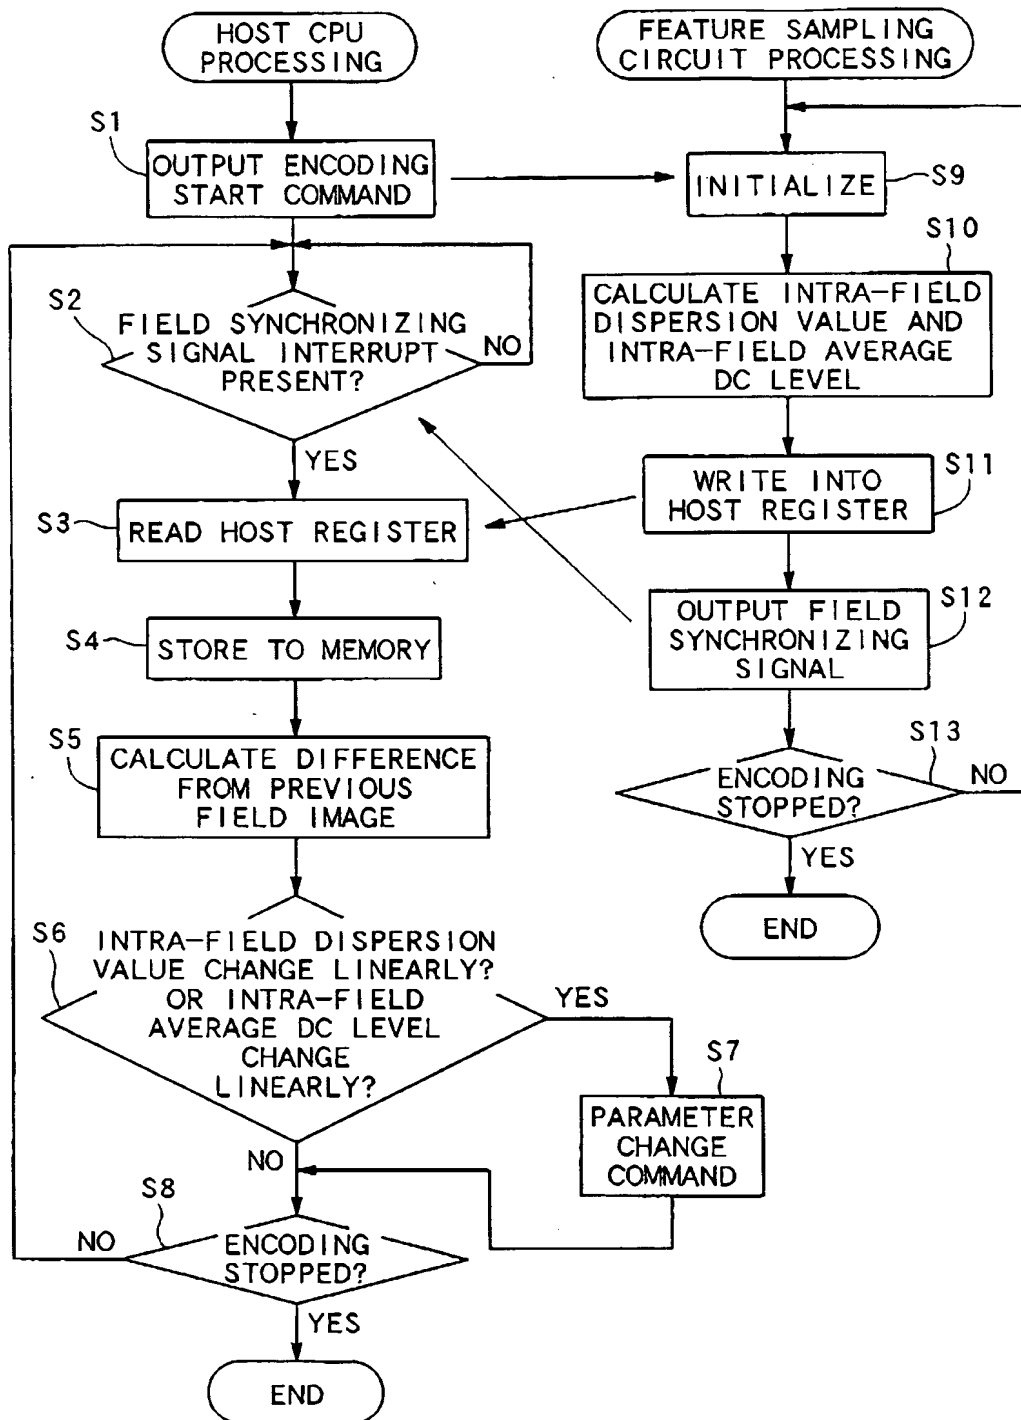 HOST CPU
PROCESSING
S1
OUTPUT ENCODING
START COMMAND
S2
FIELD SYNCHRONIZING
SIGNAL INTERRUPT
PRESENT?
NO
YES
S3
READ HOST REGISTER
S4
STORE TO MEMORY
S5
CALCULATE DIFFERENCE
FROM PREVIOUS
FIELD IMAGE
S6
INTRA-FIELD DISPERSION
VALUE CHANGE LINEARLY?
OR INTRA-FIELD
AVERAGE DC LEVEL
CHANGE
LINEARLY?
YES
NO
S7
PARAMETER
CHANGE
COMMAND
S8
ENCODING
STOPPED?
NO
YES
END
FEATURE SAMPLING
CIRCUIT PROCESSING
INITIALIZE
S9
S10
CALCULATE INTRA-FIELD
DISPERSION VALUE AND
INTRA-FIELD AVERAGE
DC LEVEL
S11
WRITE INTO
HOST REGISTER
S12
OUTPUT FIELD
SYNCHRONIZING
SIGNAL
S13
ENCODING
STOPPED?
NO
YES
END